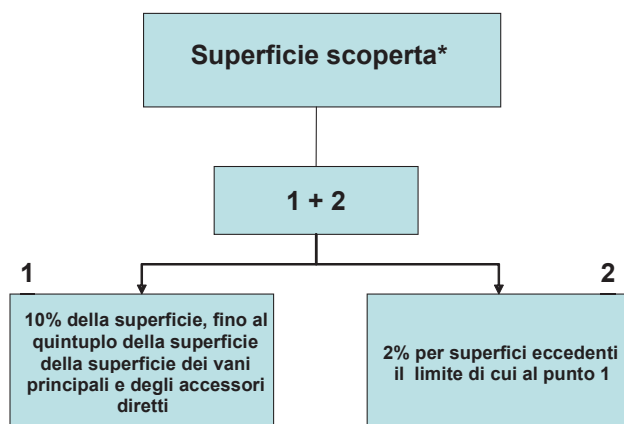 Superficie scoperta*
1 + 2
1
2
10% della superficie, fino al
quintuplo della superficie
della superficie dei vani
principali e degli accessori
diretti
2% per superfici eccedenti
il limite di cui al punto 1